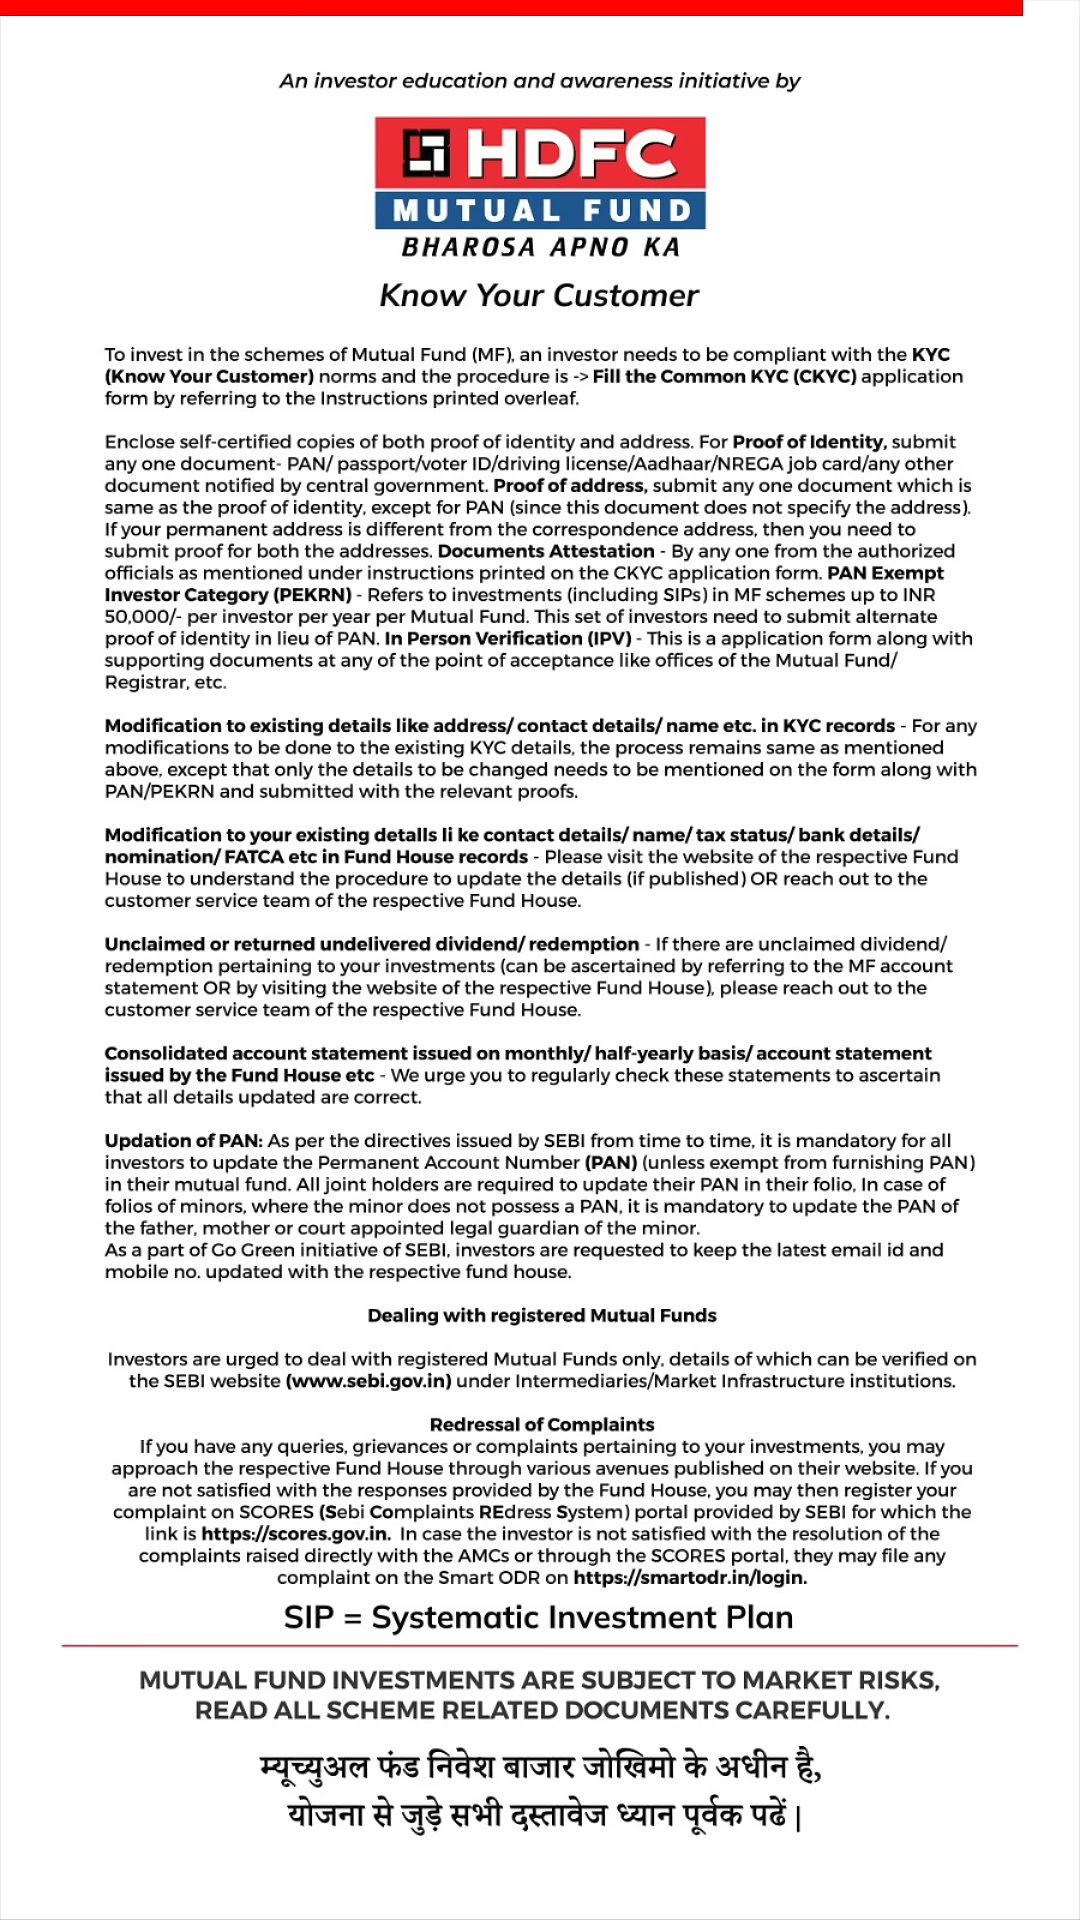 An investor education and awareness initiative by
HDFC
MUTUAL FUND
BHAROSA APNO KA
Know Your Customer
To invest in the schemes of Mutual Fund (MF), an investor needs to be compliant with the KYC
(Know Your Customer) norms and the procedure is -> Fill the Common KYC (CKYC) application
form by referring to the Instructions printed overleaf.
Enclose self-certified copies of both proof of identity and address. For Proof of Identity, submit
any one document- PAN/ passport/voter ID/driving license/Aadhaar/NREGA job card/any other
document notified by central government. Proof of address, submit any one document which is
same as the proof of identity, except for PAN (since this document does not specify the address).
If your permanent address is different from the correspondence address, then you need to
submit proof for both the addresses. Documents Attestation - By any one from the authorized
officials as mentioned under instructions printed on the CKYC application form. PAN Exempt
Investor Category (PEKRN) - Refers to investments (including SIPs) in MF schemes up to INR
50,000/- per investor per year per Mutual Fund. This set of investors need to submit alternate
proof of identity in lieu of PAN. In Person Verification (IPV) - This is a application form along with
supporting documents at any of the point of acceptance like offices of the Mutual Fund/
Registrar, etc.
Modification to existing details like address/ contact details/ name etc. in KYC records - For any
modifications to be done to the existing KYC details, the process remains same as mentioned
above, except that only the details to be changed needs to be mentioned on the form along with
PAN/PEKRN and submitted with the relevant proofs.
Modification to your existing detalls li ke contact details/ name/ tax status/ bank details/
nomination/ FATCA etc in Fund House records - Please visit the website of the respective Fund
House to understand the procedure to update the details (if published) OR reach out to the
customer service team of the respective Fund House.
Unclaimed or returned undelivered dividend/ redemption - If there are unclaimed dividend/
redemption pertaining to your investments (can be ascertained by referring to the MF account
statement OR by visiting the website of the respective Fund House), please reach out to the
customer service team of the respective Fund House.
Consolidated account statement issued on monthly/ half-yearly basis/ account statement
issued by the Fund House etc - We urge you to regularly check these statements to ascertain
that all details updated are correct.
Updation of PAN: As per the directives issued by SEBI from time to time, it is mandatory for all
investors to update the Permanent Account Number (PAN) (unless exempt from furnishing PAN)
in their mutual fund. All joint holders are required to update their PAN in their folio, In case of
folios of minors, where the minor does not possess a PAN, it is mandatory to update the PAN of
the father, mother or court appointed legal guardian of the minor.
As a part of Go Green initiative of SEBI, investors are requested to keep the latest email id and
mobile no. updated with the respective fund house.
Dealing with registered Mutual Funds
Investors are urged to deal with registered Mutual Funds only, details of which can be verified on
the SEBI website (www.sebi.gov.in) under Intermediaries/Market Infrastructure institutions.
Redressal of Complaints
If you have any queries, grievances or complaints pertaining to your investments, you may
approach the respective Fund House through various avenues published on their website. If you
are not satisfied with the responses provided by the Fund House, you may then register your
complaint on SCORES (Sebi Complaints REdress System) portal provided by SEBI for which the
link is https://scores.gov.in. In case the investor is not satisfied with the resolution of the
complaints raised directly with the AMCs or through the SCORES portal, they may file any
complaint on the Smart ODR on https://smartodr.in/login.
SIP = Systematic Investment Plan
MUTUAL FUND INVESTMENTS ARE SUBJECT TO MARKET RISKS,
READ ALL SCHEME RELATED DOCUMENTS CAREFULLY.
म्यूच्युअल फंड निवेश बाजार जोखिमो के अधीन है,
योजना से जुड़े सभी दस्तावेज ध्यान पूर्वक पढें |